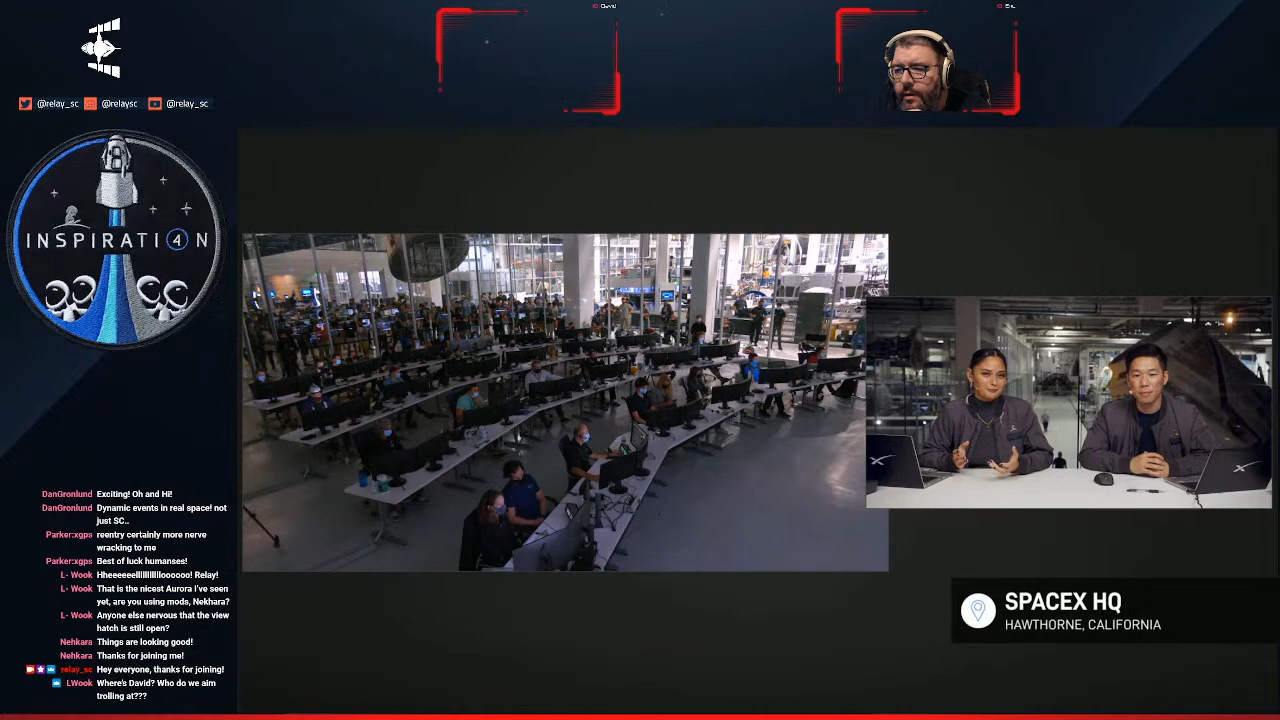 David
@relay_sc @relaysc @relay_sc
INSPIRATI4N
DanGronlund Exciting! Oh and Hi!
DanGronlund Dynamic events in real space! not
just SC..
Parker:xgps reentry certainly more nerve
wracking to me
Parker:xgps Best of luck humanses!
L- Wook Hheeeeeellllllllllloooooo! Relay!
L- Wook That is the nicest Aurora I've seen
yet, are you using mods, Nekhara?
L- Wook Anyone else nervous that the view
hatch is still open?
Nehkara Things are looking good!
Nehkara Thanks for joining me!
relay_sc Hey everyone, thanks for joining!
LWook Where's David? Who do we aim
trolling at???
SPACEX HQ
HAWTHORNE, CALIFORNIA